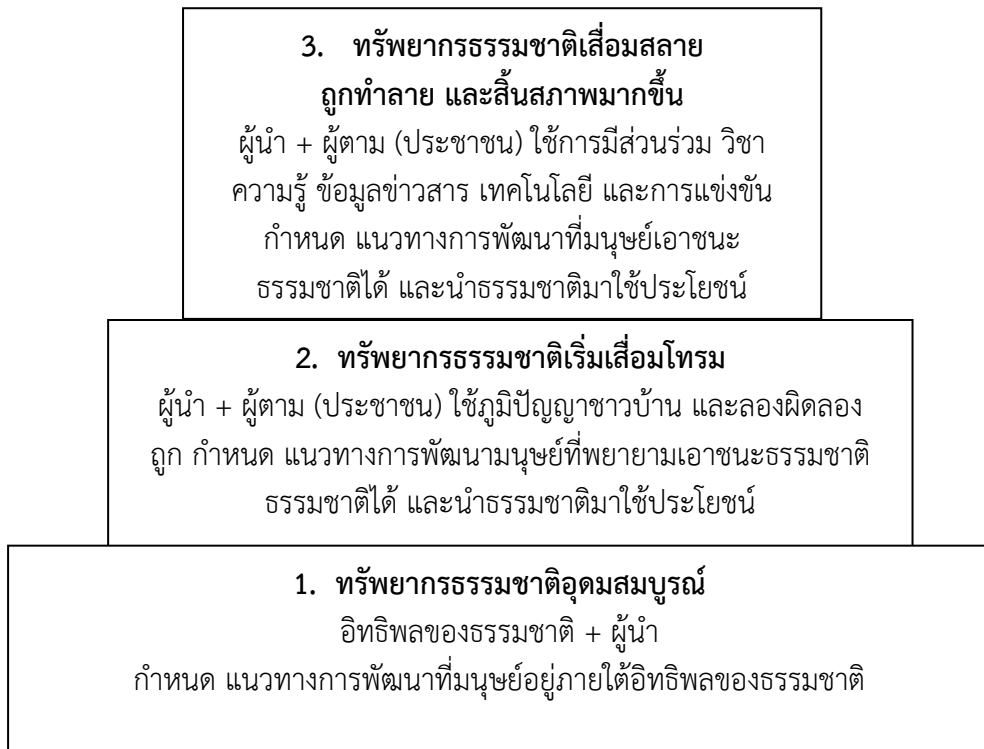 3. ทรัพยากรธรรมชาติเสื่อมสลาย
ถูกทำลาย และสิ้นสภาพมากขึ้น
ผู้นำ + ผู้ตาม (ประชาชน) ใช้การมีส่วนร่วม วิชา
ความรู้ ข้อมูลข่าวสาร เทคโนโลยี และการแข่งขัน
กำหนด แนวทางการพัฒนาที่มนุษย์เอาชนะ
ธรรมชาติได้ และนำธรรมชาติมาใช้ประโยชน์
2. ทรัพยากรธรรมชาติเริ่มเสื่อมโทรม
ผู้นำ + ผู้ตาม (ประชาชน) ใช้ภูมิปัญญาชาวบ้าน และลองผิดลอง
ถูก กำหนด แนวทางการพัฒนามนุษย์ที่พยายามเอาชนะธรรมชาติ
ธรรมชาติได้ และนำธรรมชาติมาใช้ประโยชน์
1. ทรัพยากรธรรมชาติอุดมสมบูรณ์
อิทธิพลของธรรมชาติ + ผู้นำ
กำหนด แนวทางการพัฒนาที่มนุษย์อยู่ภายใต้อิทธิพลของธรรมชาติ